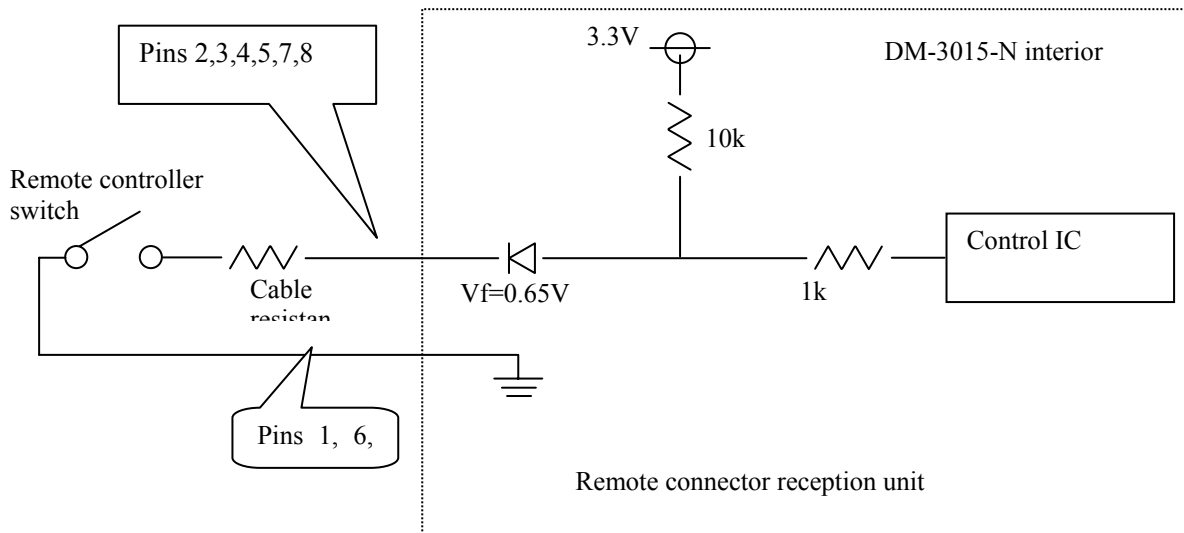 Pins 2,3,4,5,7,8
3.3V
DM-3015-N interior
10k
Remote controller
switch
Control IC
Cable
resistan
Vf=0.65V
1k
Pins 1, 6,
Remote connector reception unit